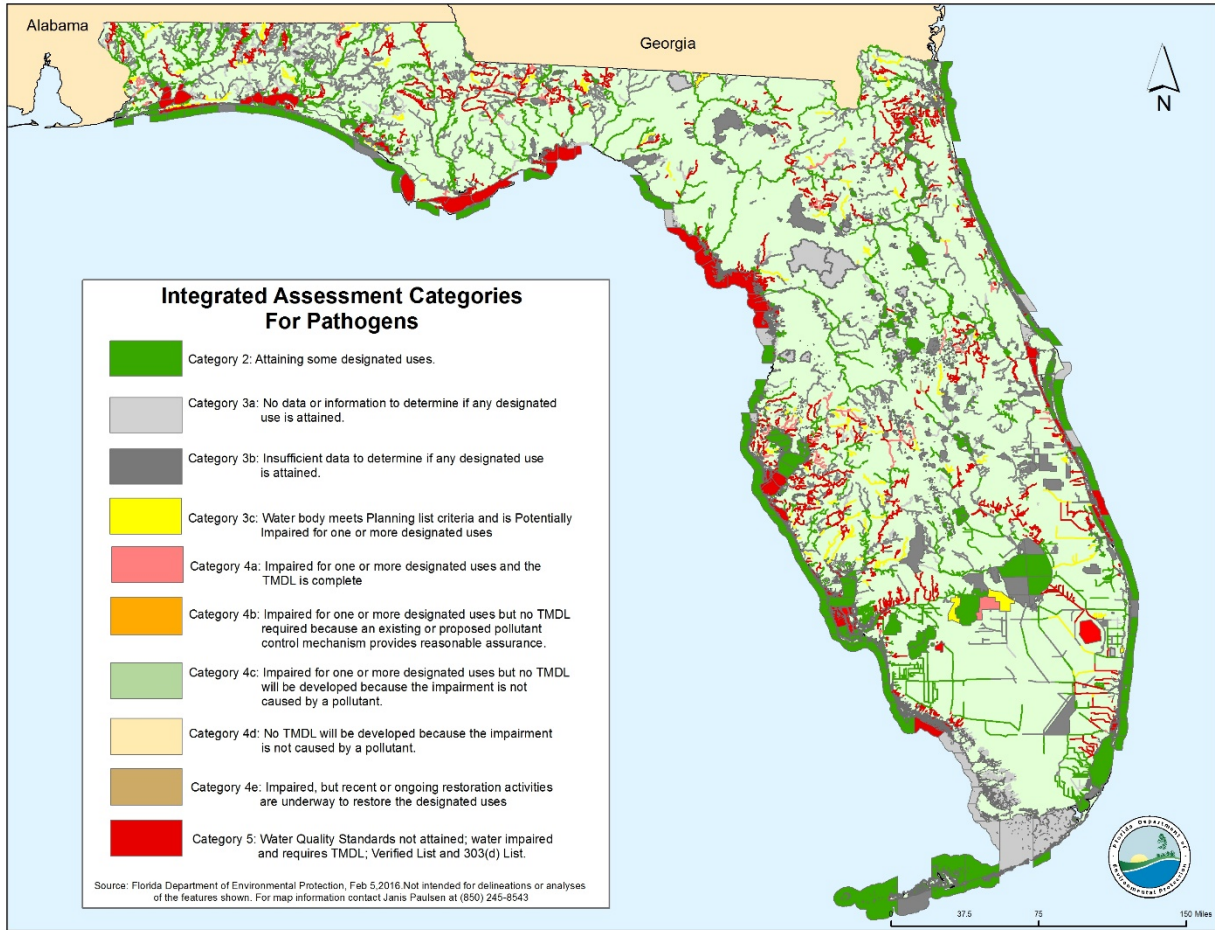 Alabama
Georgia
N
Integrated Assessment Categories
For Pathogens
Category 2: Attaining some designated uses.
Category 3a: No data or information to determine if any designated
use is attained.
Category 3b: Insufficient data to determine if any designated use
is attained.
Category 3c: Water body meets Planning list criteria and is Potentially
Impaired for one or more designated uses
Category 4a: Impaired for one or more designated uses and the
TMDL is complete
Category 4b: Impaired for one or more designated uses but no TMDL
required because an existing or proposed pollutant
control mechanism provides reasonable assurance.
Category 4c: Impaired for one or more designated uses but no TMDL
will be developed because the impairment is not
caused by a pollutant.
Category 4d: No TMDL will be developed because the impairment
is not caused by a pollutant.
Category 4e: Impaired, but recent or ongoing restoration activities
are underway to restore the designated uses
Category 5: Water Quality Standards not attained; water impaired
and requires TMDL; Verified List and 303(d) List.
Source: Florida Department of Environmental Protection, Feb 5,2016.Not intended for delineations or analyses
of the features shown. For map information contact Janis Paulsen at (850) 245-8543
Florida Department of
Environmental Protection
0 37.5 75 150 Miles